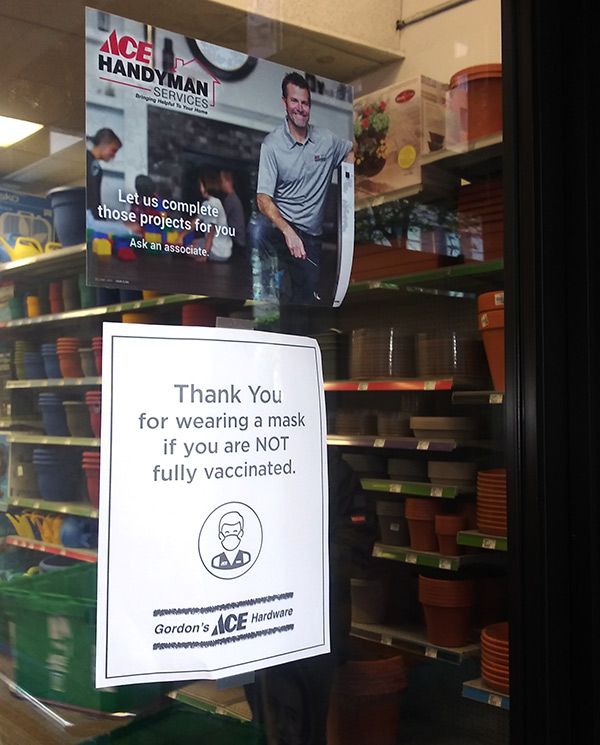 ACE
HANDYMAN
SERVICES
Bringing Helpful To Your Home
Let us complete
those projects for you
Ask an associate.
Thank You
for wearing a mask
if you are NOT
fully vaccinated.
Gordon's ACE Hardware